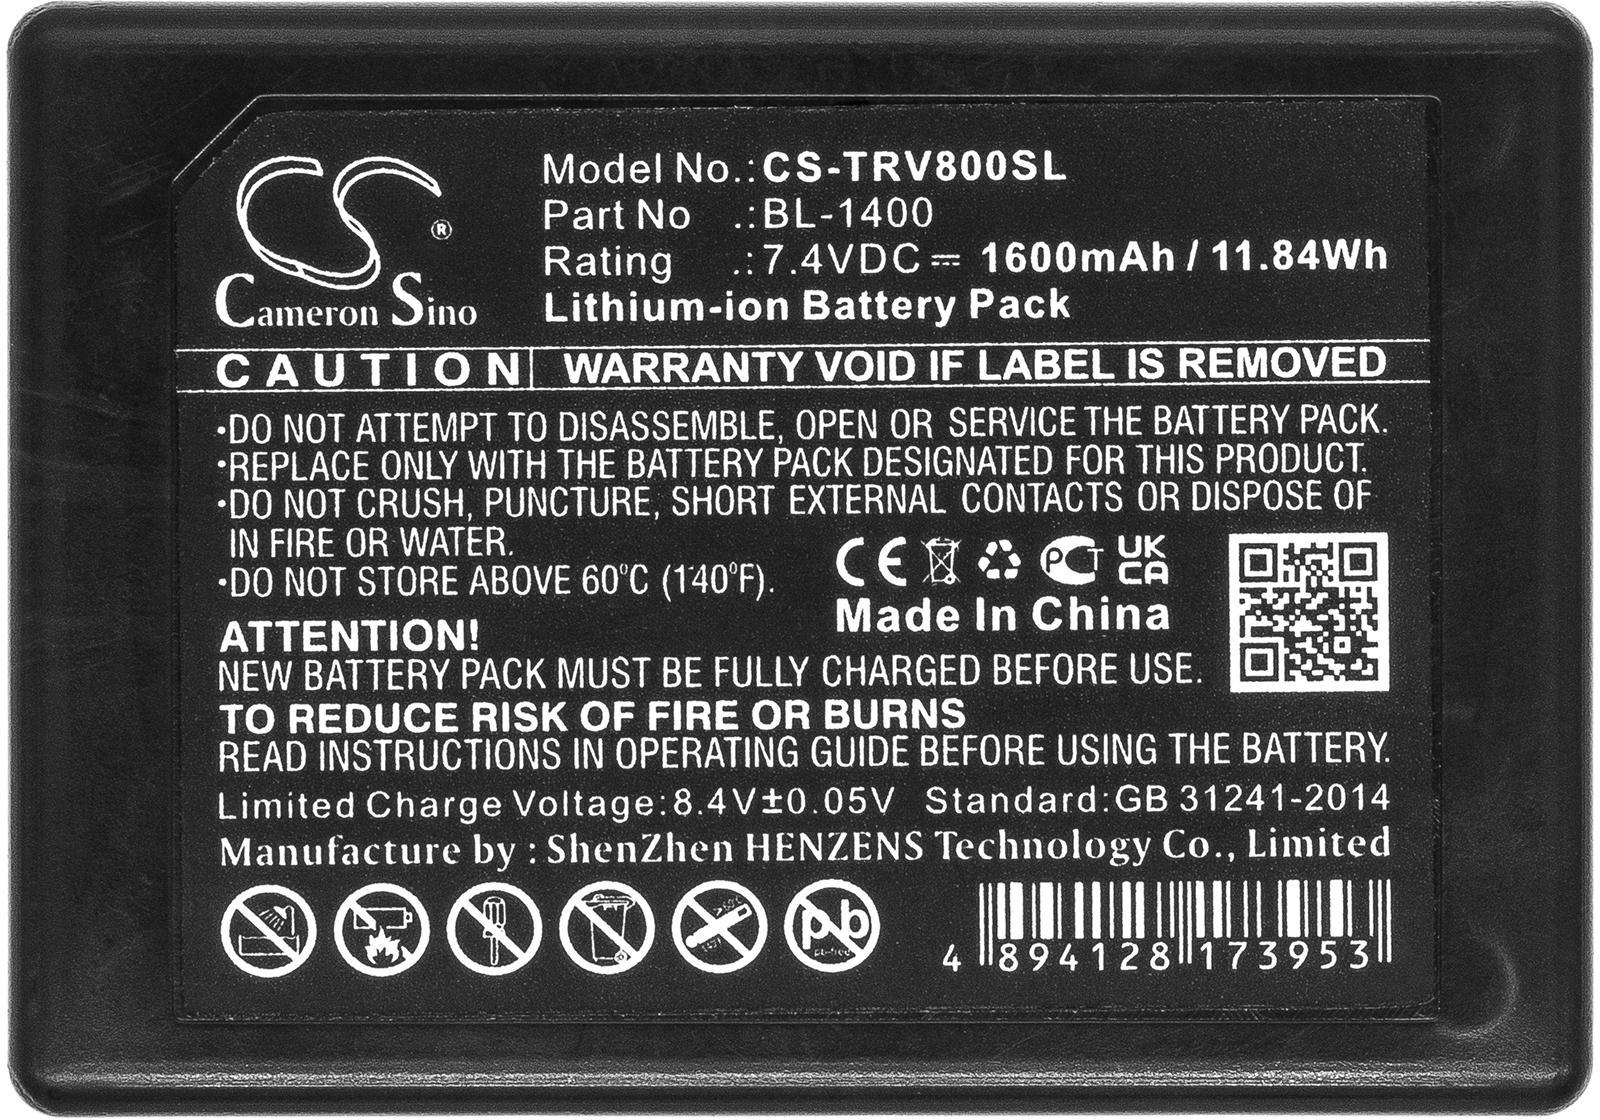 Model No.:CS-TRV800SL
Part No .:BL-1400
Rating .:7.4VDC⎓ 1600mAh / 11.84Wh
Lithium-ion Battery Pack
CS®
Cameron Sino
CAUTION WARRANTY VOID IF LABEL IS REMOVED
•DO NOT ATTEMPT TO DISASSEMBLE, OPEN OR SERVICE THE BATTERY PACK.
•REPLACE ONLY WITH THE BATTERY PACK DESIGNATED FOR THIS PRODUCT.
•DO NOT CRUSH, PUNCTURE, SHORT EXTERNAL CONTACTS OR DISPOSE OF
IN FIRE OR WATER.
•DO NOT STORE ABOVE 60°C (140°F).
CE PCT UK CA
Made In China
ATTENTION!
NEW BATTERY PACK MUST BE FULLY CHARGED BEFORE USE.
TO REDUCE RISK OF FIRE OR BURNS
READ INSTRUCTIONS IN OPERATING GUIDE BEFORE USING THE BATTERY.
Limited Charge Voltage:8.4V±0.05V Standard:GB 31241-2014
Manufacture by : ShenZhen HENZENS Technology Co., Limited
pb
pb-free
4 894128 173953